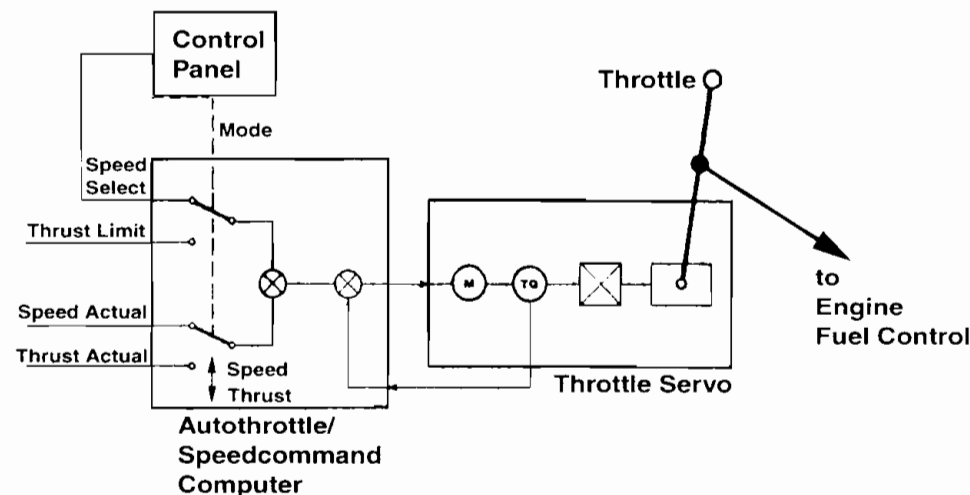 Control
Panel
Throttle
Mode
Speed
Select
Thrust Limit
Speed Actual
Thrust Actual
Speed
Thrust
M
TG
to
Engine
Fuel Control
Throttle Servo
Autothrottle/
Speedcommand
Computer